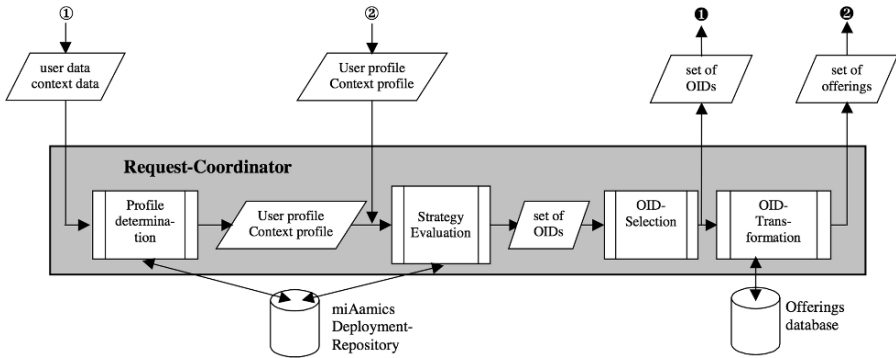 ① ② ❶ ❷
user data
context data
User profile
Context profile
set of
OIDs
set of
offerings
Request-Coordinator
Profile
determina-
tion
User profile
Context profile
Strategy
Evaluation
set of
OIDs
OID-
Selection
OID-
Trans-
formation
miAamics
Deployment-
Repository
Offerings
database